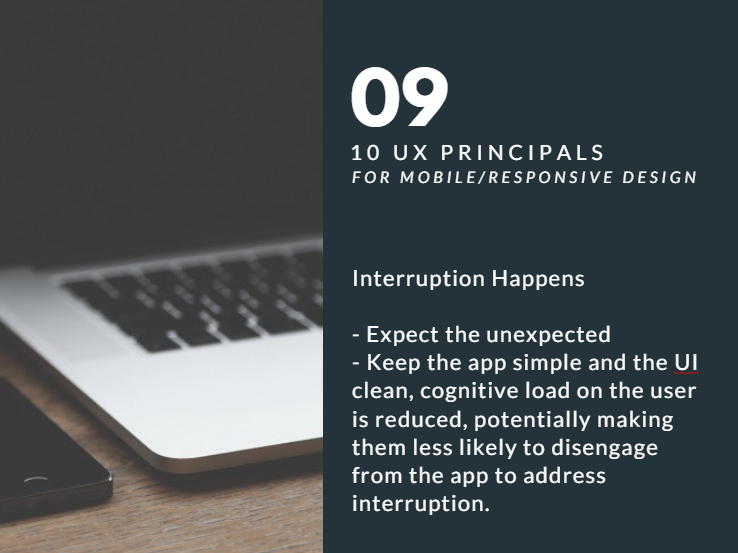 09
10 UX PRINCIPALS
FOR MOBILE/RESPONSIVE DESIGN
Interruption Happens
- Expect the unexpected
- Keep the app simple and the UI
clean, cognitive load on the user
is reduced, potentially making
them less likely to disengage
from the app to address
interruption.